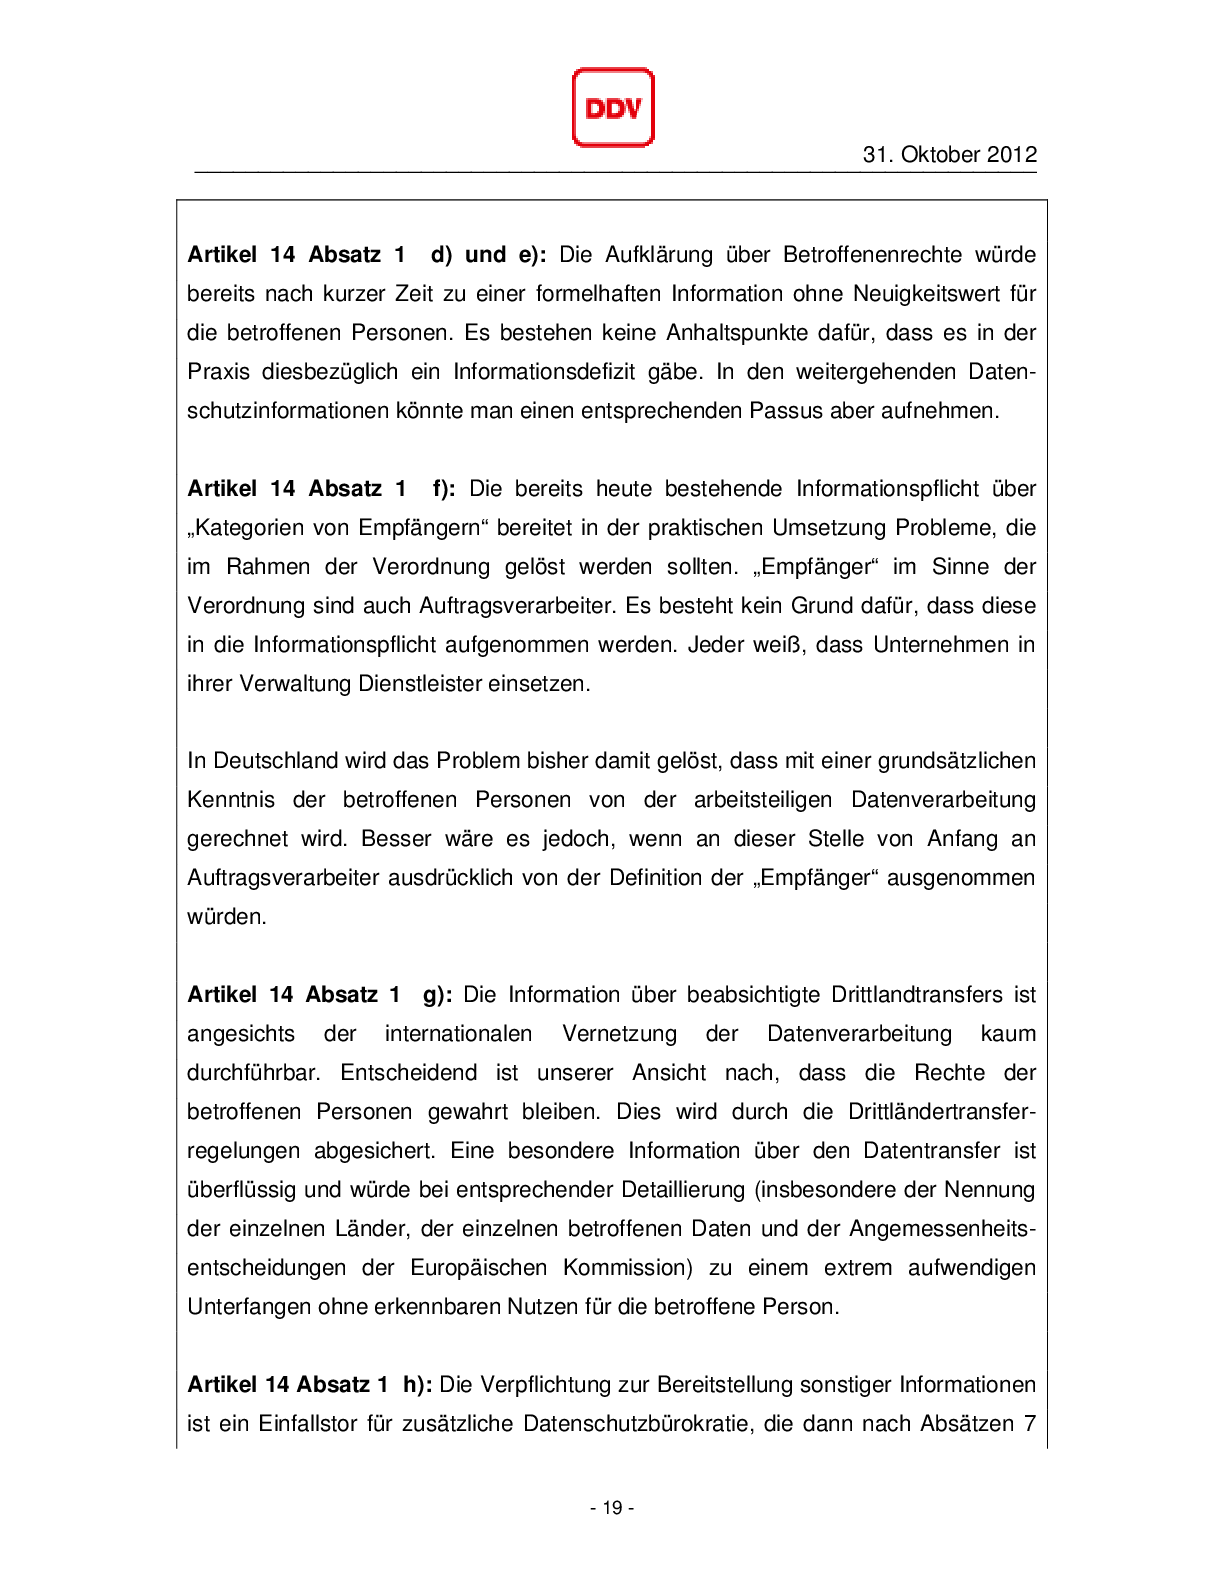 DDV
31. Oktober 2012
Artikel 14 Absatz 1 d) und e): Die Aufklärung über Betroffenenrechte würde
bereits nach kurzer Zeit zu einer formelhaften Information ohne Neuigkeitswert für
die betroffenen Personen. Es bestehen keine Anhaltspunkte dafür, dass es in der
Praxis diesbezüglich ein Informationsdefizit gäbe. In den weitergehenden Daten-
schutzinformationen könnte man einen entsprechenden Passus aber aufnehmen.
Artikel 14 Absatz 1 f): Die bereits heute bestehende Informationspflicht über
„Kategorien von Empfängern“ bereitet in der praktischen Umsetzung Probleme, die
im Rahmen der Verordnung gelöst werden sollten. „Empfänger“ im Sinne der
Verordnung sind auch Auftragsverarbeiter. Es besteht kein Grund dafür, dass diese
in die Informationspflicht aufgenommen werden. Jeder weiß, dass Unternehmen in
ihrer Verwaltung Dienstleister einsetzen.
In Deutschland wird das Problem bisher damit gelöst, dass mit einer grundsätzlichen
Kenntnis der betroffenen Personen von der arbeitsteiligen Datenverarbeitung
gerechnet wird. Besser wäre es jedoch, wenn an dieser Stelle von Anfang an
Auftragsverarbeiter ausdrücklich von der Definition der „Empfänger“ ausgenommen
würden.
Artikel 14 Absatz 1 g): Die Information über beabsichtigte Drittlandtransfers ist
angesichts der internationalen Vernetzung der Datenverarbeitung kaum
durchführbar. Entscheidend ist unserer Ansicht nach, dass die Rechte der
betroffenen Personen gewahrt bleiben. Dies wird durch die Drittländertransfer-
regelungen abgesichert. Eine besondere Information über den Datentransfer ist
überflüssig und würde bei entsprechender Detaillierung (insbesondere der Nennung
der einzelnen Länder, der einzelnen betroffenen Daten und der Angemessenheits-
entscheidungen der Europäischen Kommission) zu einem extrem aufwendigen
Unterfangen ohne erkennbaren Nutzen für die betroffene Person.
Artikel 14 Absatz 1 h): Die Verpflichtung zur Bereitstellung sonstiger Informationen
ist ein Einfallstor für zusätzliche Datenschutzbürokratie, die dann nach Absätzen 7
- 19 -